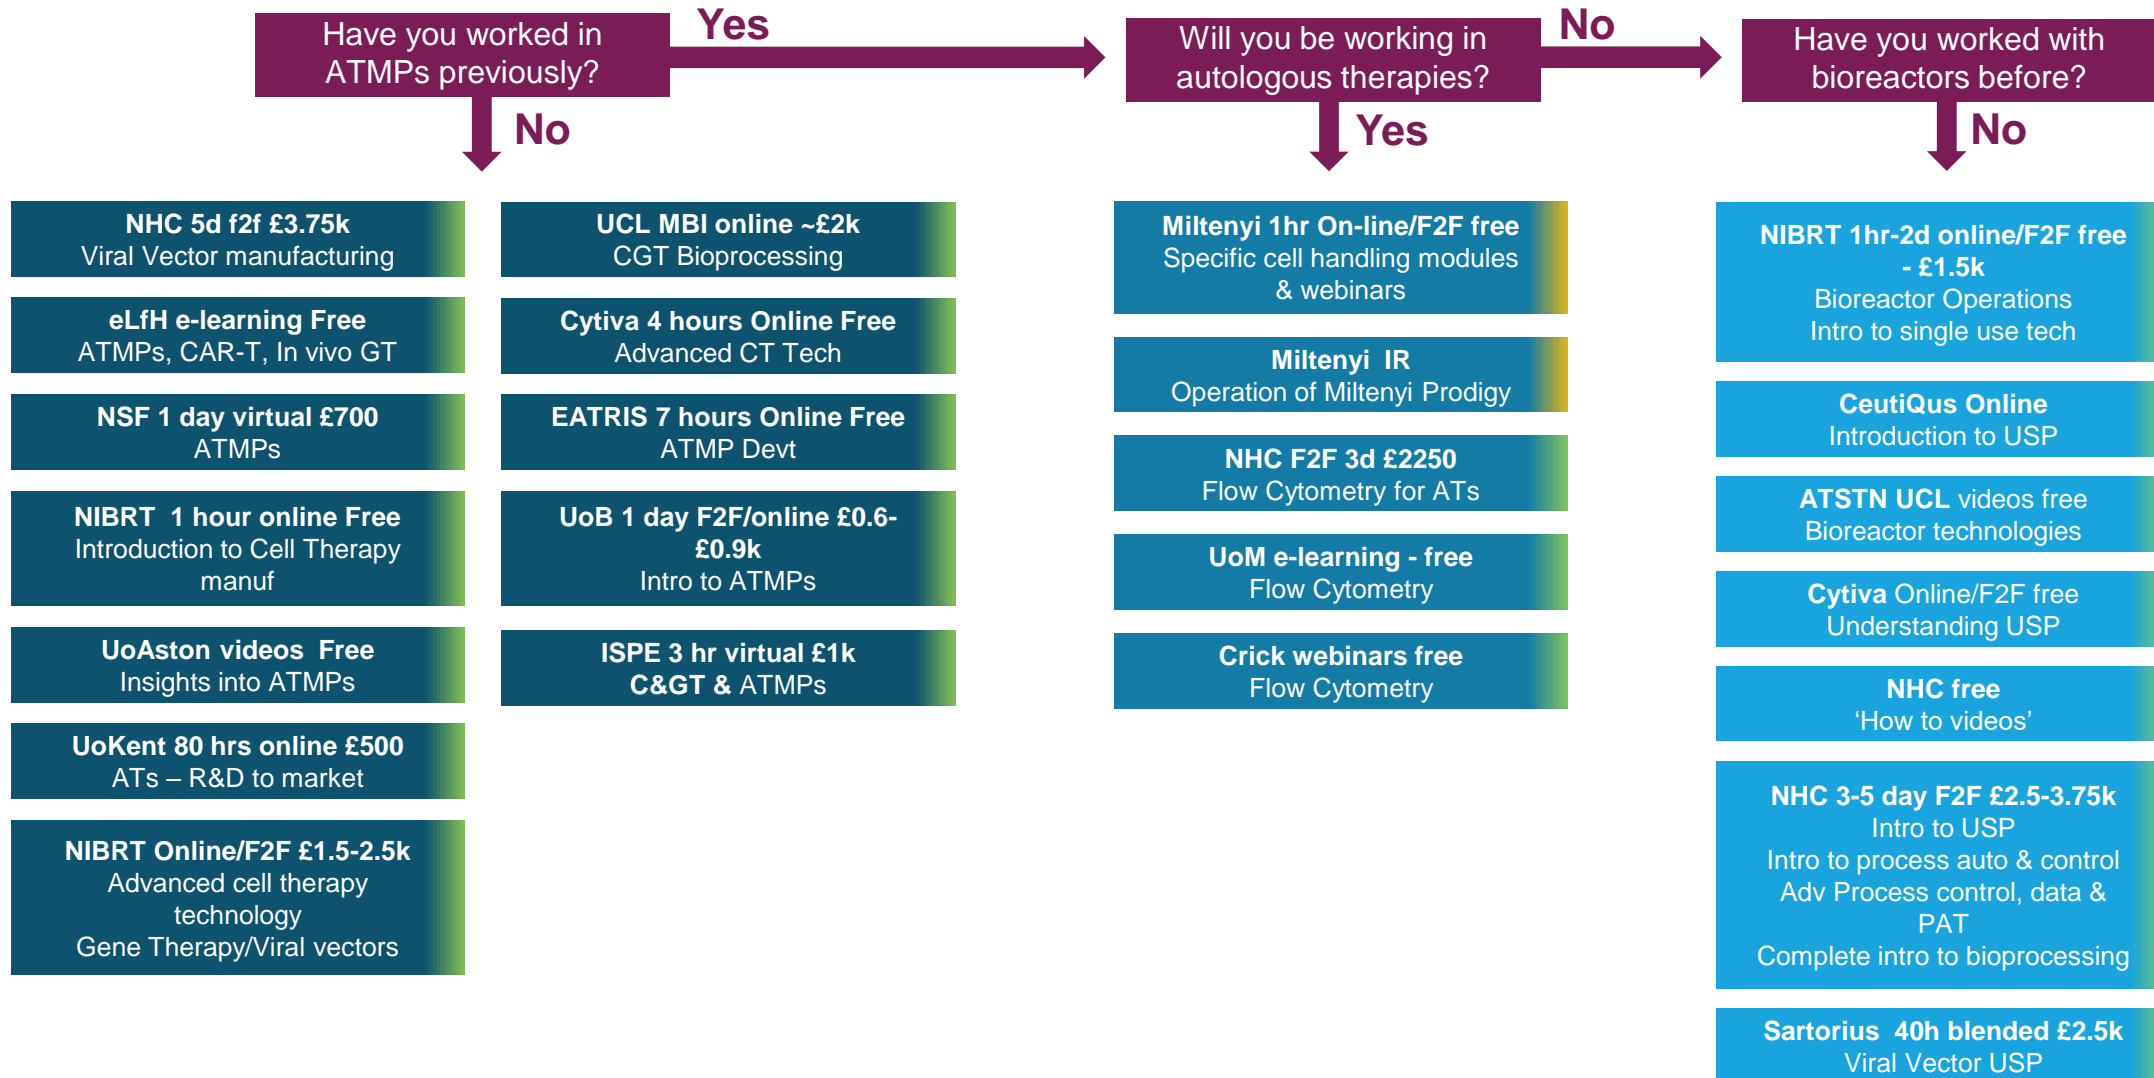 Have you worked in
ATMPs previously?
Yes
No
Will you be working in
autologous therapies?
No
Yes
Have you worked with
bioreactors before?
No
NHC 5d f2f £3.75k
Viral Vector manufacturing
eLfH e-learning Free
ATMPs, CAR-T, In vivo GT
NSF 1 day virtual £700
ATMPs
NIBRT 1 hour online Free
Introduction to Cell Therapy
manuf
UoAston videos Free
Insights into ATMPs
UoKent 80 hrs online £500
ATs – R&D to market
NIBRT Online/F2F £1.5-2.5k
Advanced cell therapy
technology
Gene Therapy/Viral vectors
UCL MBI online ~£2k
CGT Bioprocessing
Cytiva 4 hours Online Free
Advanced CT Tech
EATRIS 7 hours Online Free
ATMP Devt
UoB 1 day F2F/online £0.6-
£0.9k
Intro to ATMPs
ISPE 3 hr virtual £1k
C&GT & ATMPs
Miltenyi 1hr On-line/F2F free
Specific cell handling modules
& webinars
Miltenyi IR
Operation of Miltenyi Prodigy
NHC F2F 3d £2250
Flow Cytometry for ATs
UoM e-learning - free
Flow Cytometry
Crick webinars free
Flow Cytometry
NIBRT 1hr-2d online/F2F free
- £1.5k
Bioreactor Operations
Intro to single use tech
CeutiQus Online
Introduction to USP
ATSTN UCL videos free
Bioreactor technologies
Cytiva Online/F2F free
Understanding USP
NHC free
‘How to videos’
NHC 3-5 day F2F £2.5-3.75k
Intro to USP
Intro to process auto & control
Adv Process control, data &
PAT
Complete intro to bioprocessing
Sartorius 40h blended £2.5k
Viral Vector USP